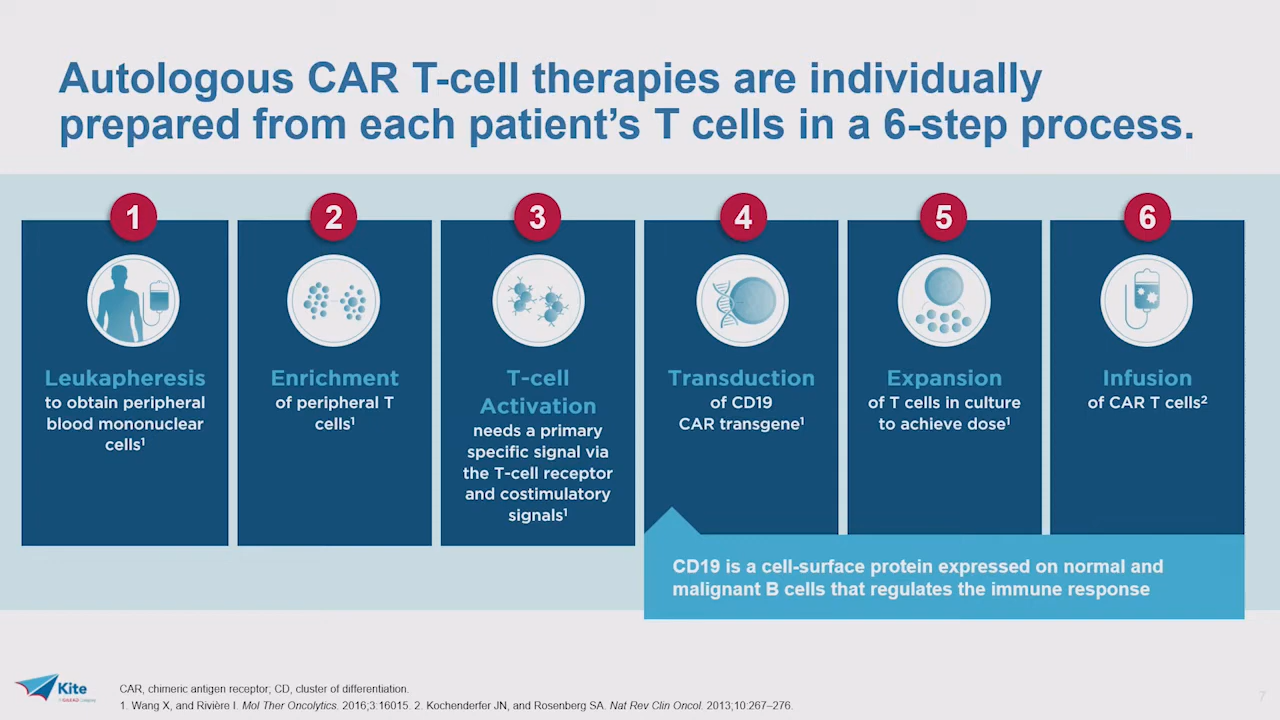 Autologous CAR T-cell therapies are individually
prepared from each patient’s T cells in a 6-step process.
1
Leukapheresis
to obtain peripheral
blood mononuclear
cells¹
2
Enrichment
of peripheral T
cells¹
3
T-cell
Activation
needs a primary
specific signal via
the T-cell receptor
and costimulatory
signals¹
4
Transduction
of CD19
CAR transgene¹
5
Expansion
of T cells in culture
to achieve dose¹
6
Infusion
of CAR T cells²
CD19 is a cell-surface protein expressed on normal and
malignant B cells that regulates the immune response
Kite
A GILEAD Company
CAR, chimeric antigen receptor; CD, cluster of differentiation.
1. Wang X, and Rivière I. Mol Ther Oncolytics. 2016;3:16015. 2. Kochenderfer JN, and Rosenberg SA. Nat Rev Clin Oncol. 2013;10:267–276.
7